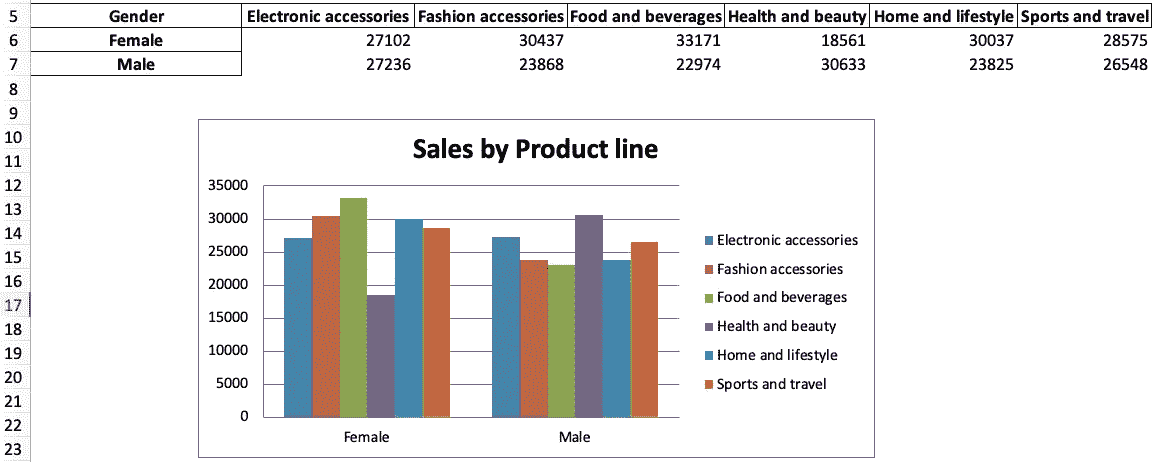 5 Gender Electronic accessories Fashion accessories Food and beverages Health and beauty Home and lifestyle Sports and travel
6 Female 27102 30437 33171 18561 30037 28575
7 Male 27236 23868 22974 30633 23825 26548
8
9
10
11
12
13
14
15
16
17
18
19
20
21
22
23
Sales by Product line
35000
30000
25000
20000
15000
10000
5000
0
Female Male
Electronic accessories
Fashion accessories
Food and beverages
Health and beauty
Home and lifestyle
Sports and travel